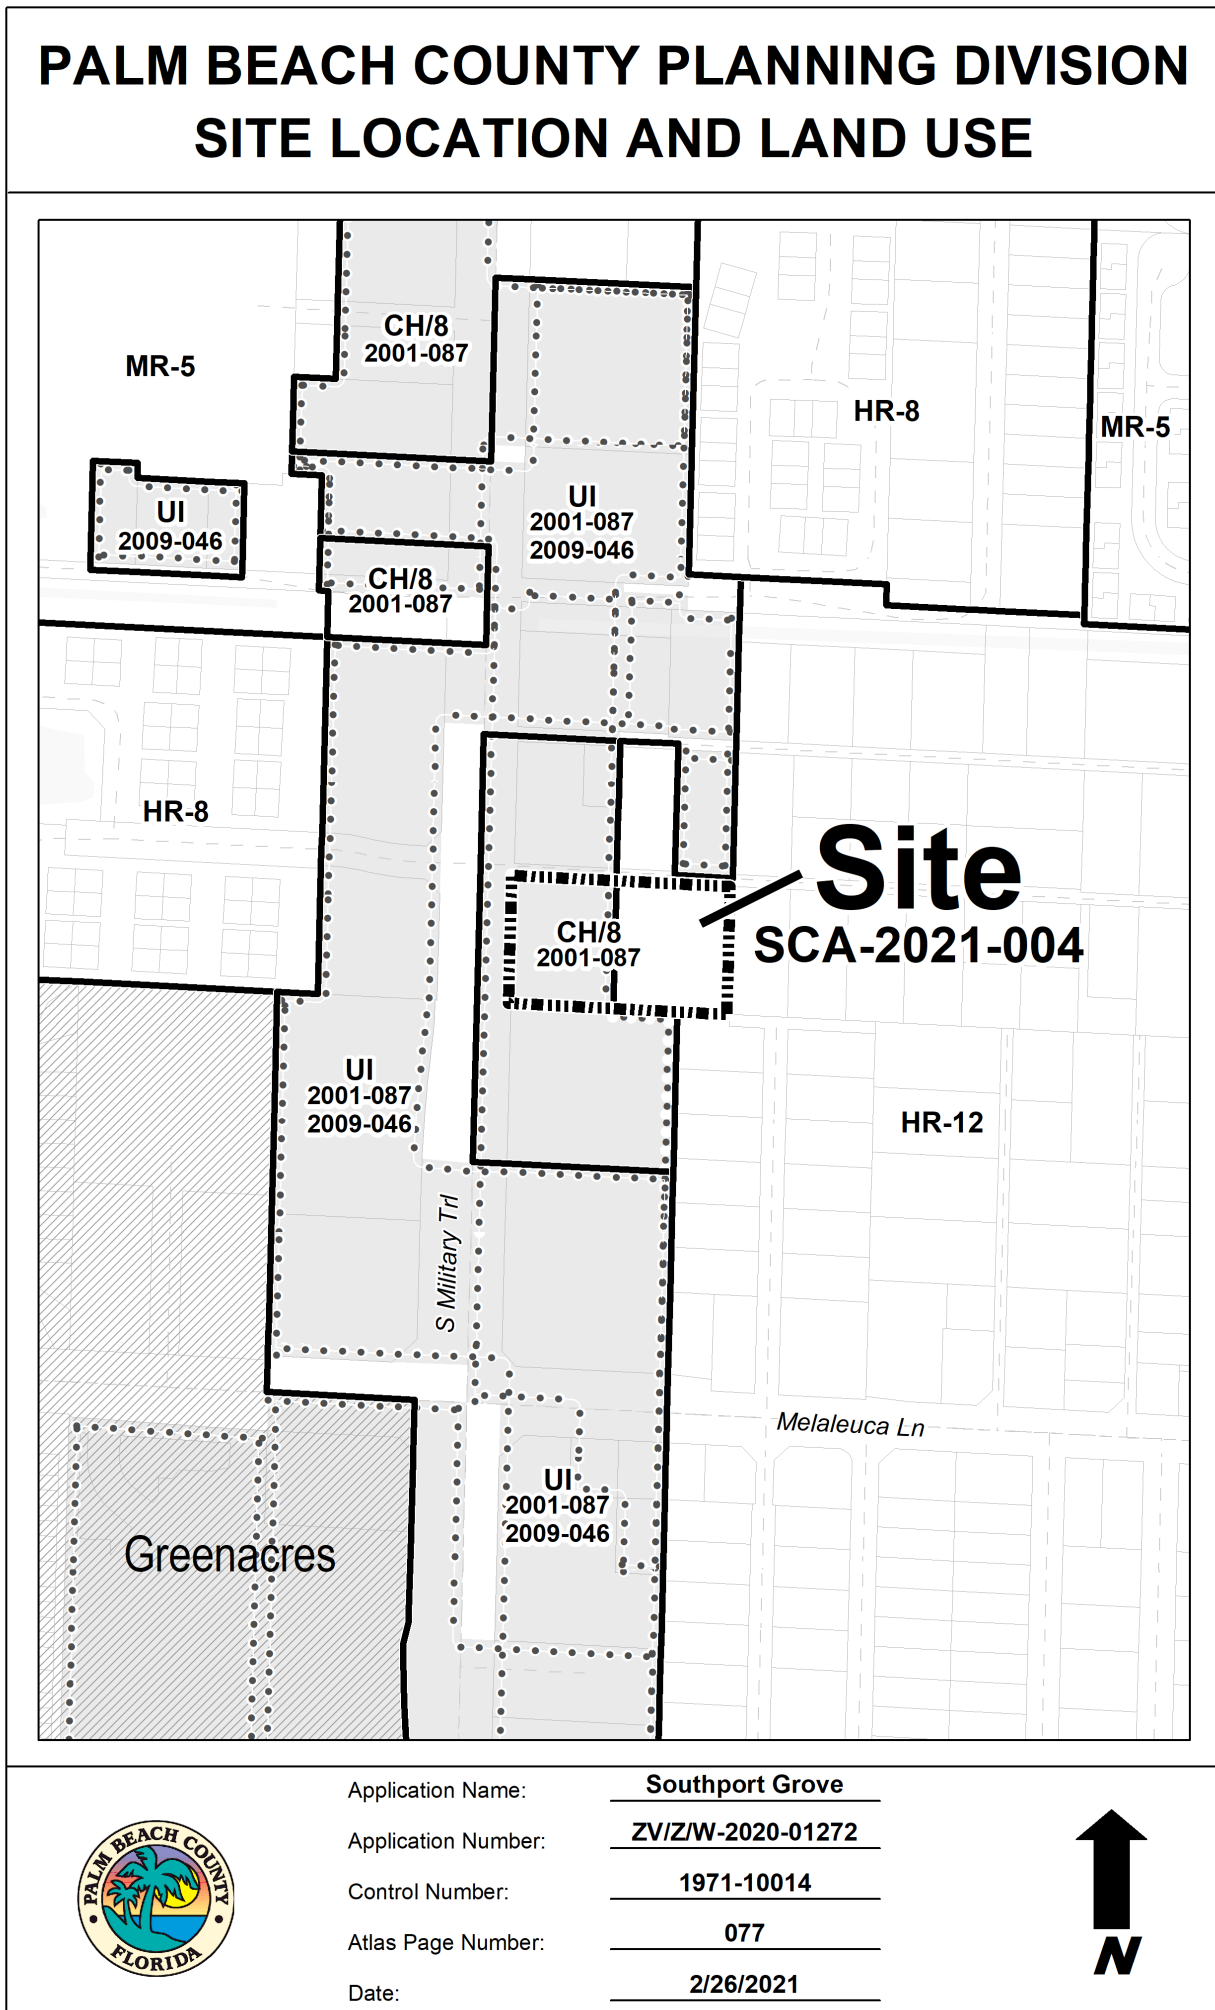 PALM BEACH COUNTY PLANNING DIVISION
SITE LOCATION AND LAND USE
CH/8
2001-087
MR-5
HR-8
MR-5
UI
2009-046
UI
2001-087
2009-046
CH/8
2001-087
HR-8
Site
SCA-2021-004
CH/8
2001-087
UI
2001-087
2009-046
HR-12
S Military Trl
Melaleuca Ln
UI
2001-087
2009-046
Greenacres
PALM BEACH COUNTY
FLORIDA
Application Name: Southport Grove
Application Number: ZV/Z/W-2020-01272
Control Number: 1971-10014
Atlas Page Number: 077
Date: 2/26/2021
N